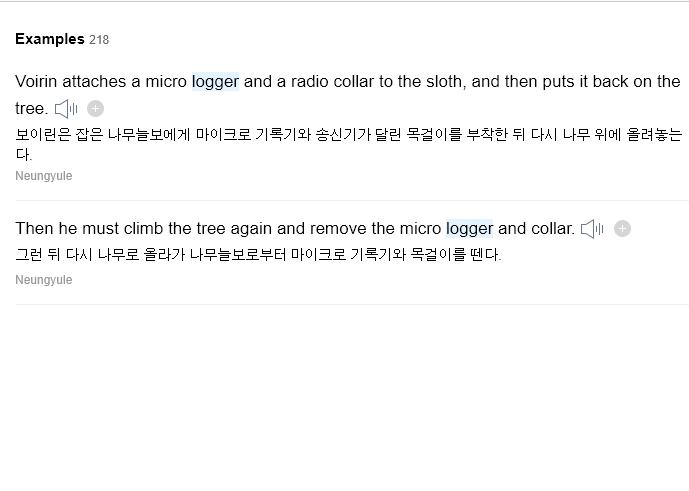 Examples 218
Voirin attaches a micro logger and a radio collar to the sloth, and then puts it back on the
tree.
보이린은 잡은 나무늘보에게 마이크로 기록기와 송신기가 달린 목걸이를 부착한 뒤 다시 나무 위에 올려놓는
다.
Neungyule
Then he must climb the tree again and remove the micro logger and collar.
그런 뒤 다시 나무로 올라가 나무늘보로부터 마이크로 기록기와 목걸이를 뗀다.
Neungyule